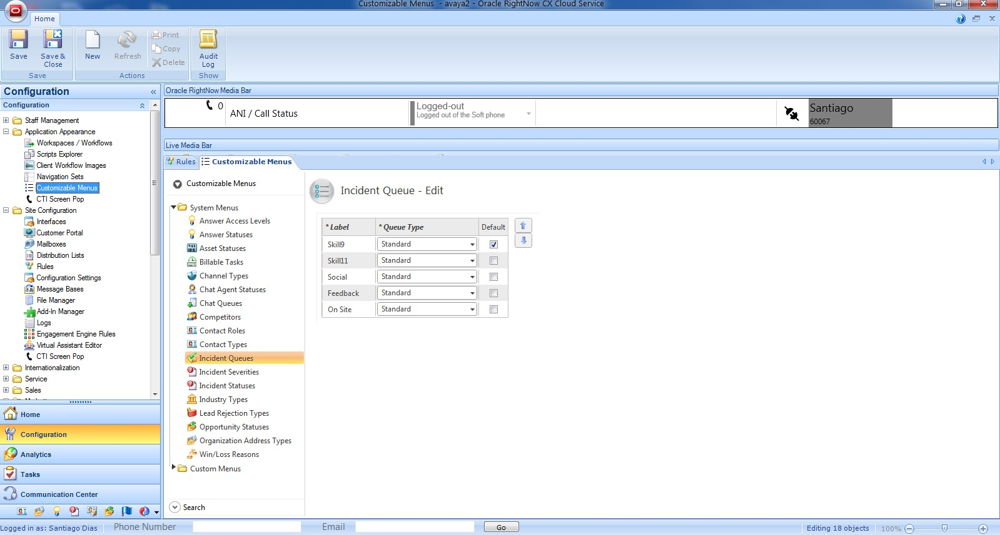 Customizable Menus - avaya2 - Oracle RightNow CX Cloud Service
Home
Save
Save & Close
New
Refresh
Print
Copy
Delete
Audit Log
Save
Actions
Show
Configuration
Configuration
Staff Management
Application Appearance
Workspaces / Workflows
Scripts Explorer
Client Workflow Images
Navigation Sets
Customizable Menus
CTI Screen Pop
Site Configuration
Interfaces
Customer Portal
Mailboxes
Distribution Lists
Rules
Configuration Settings
Message Bases
File Manager
Add-In Manager
Logs
Engagement Engine Rules
Virtual Assistant Editor
CTI Screen Pop
Internationalization
Service
Sales
Home
Configuration
Analytics
Tasks
Communication Center
Oracle RightNow Media Bar
0
ANI / Call Status
Logged-out
Logged out of the Soft phone
Santiago
60067
Live Media Bar
Rules
Customizable Menus
Customizable Menus
System Menus
Answer Access Levels
Answer Statuses
Asset Statuses
Billable Tasks
Channel Types
Chat Agent Statuses
Chat Queues
Competitors
Contact Roles
Contact Types
Incident Queues
Incident Severities
Incident Statuses
Industry Types
Lead Rejection Types
Opportunity Statuses
Organization Address Types
Win/Loss Reasons
Custom Menus
Search
Incident Queue - Edit
* Label * Queue Type Default
Skill9 Standard
Skill11 Standard
Social Standard
Feedback Standard
On Site Standard
Logged in as: Santiago Dias Phone Number Email Go Editing 18 objects 100%